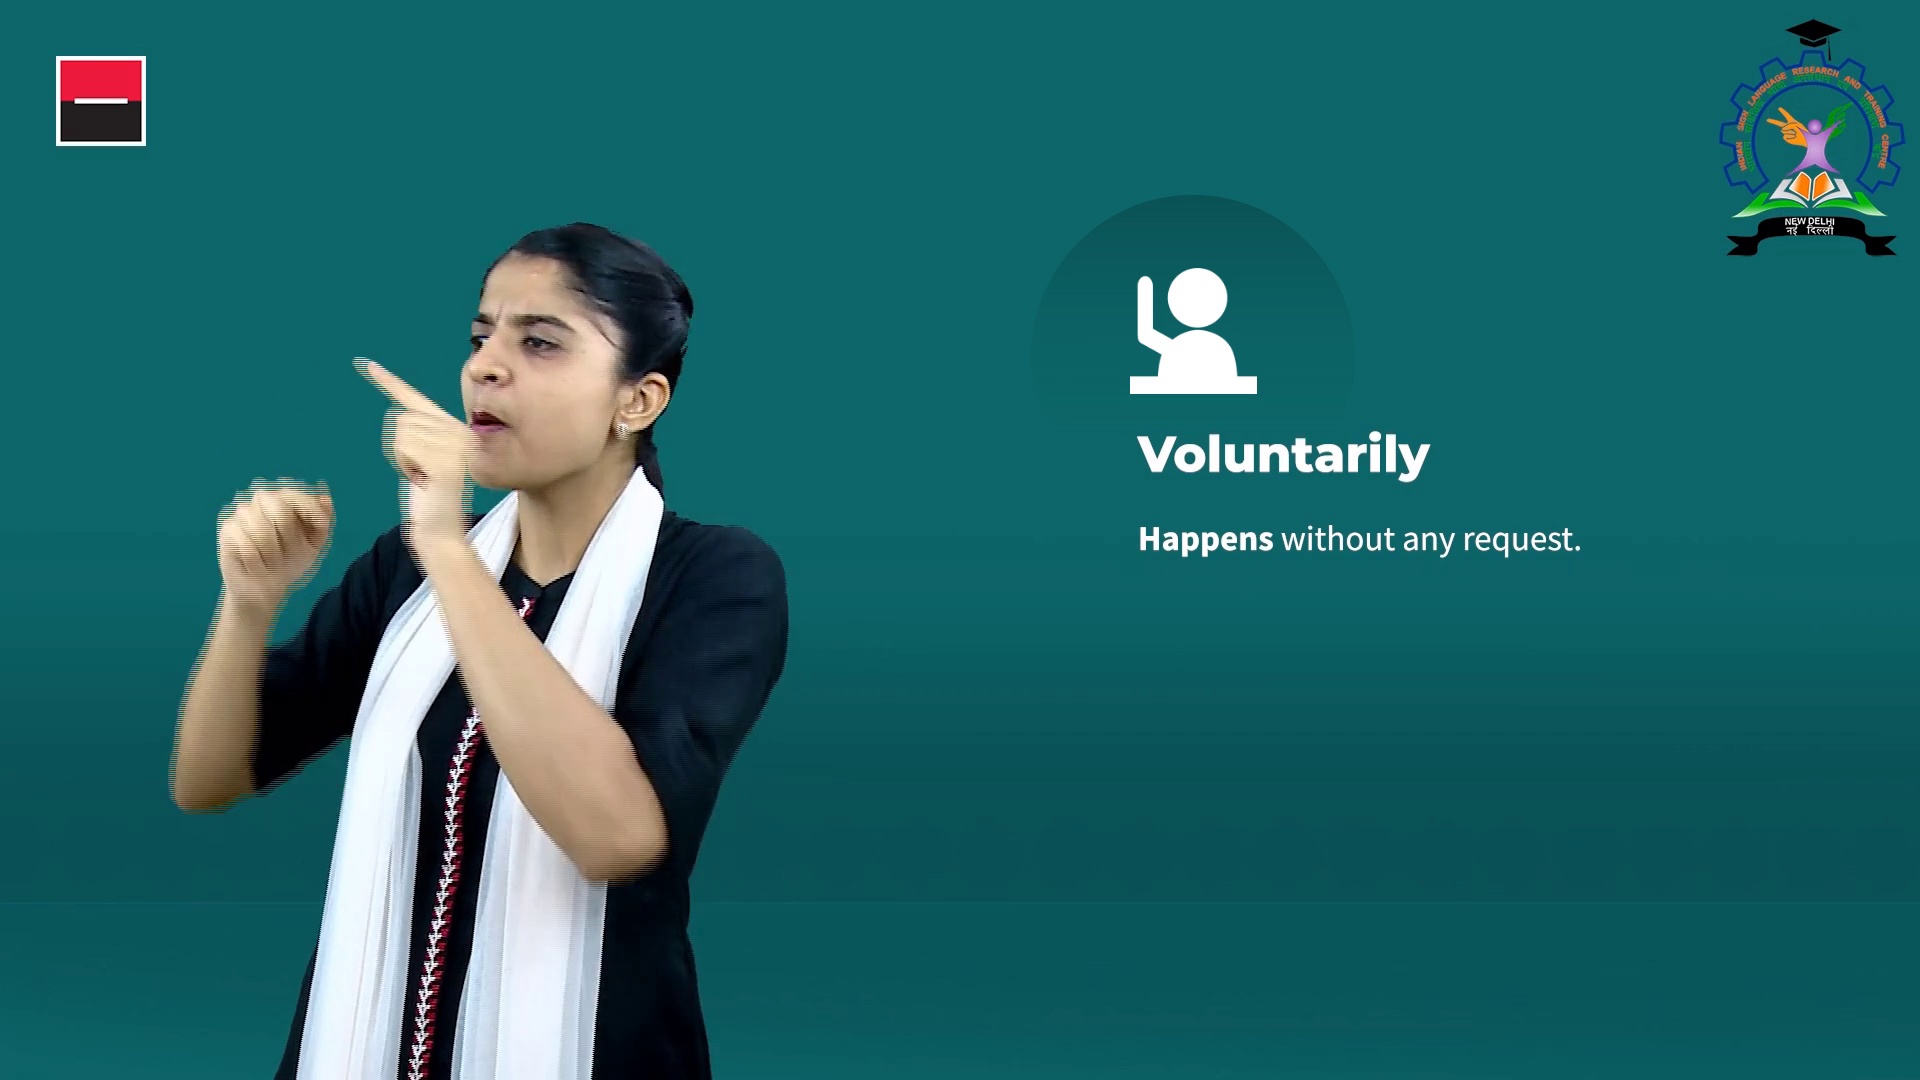 INDIAN SIGN LANGUAGE RESEARCH AND TRAINING CENTRE
NEW DELHI
नई दिल्ली
Voluntarily
Happens without any request.